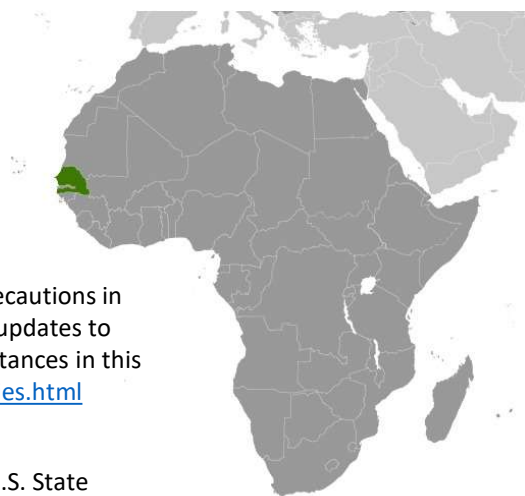 ecautions in
updates to
tances in this
es.html
.S. State